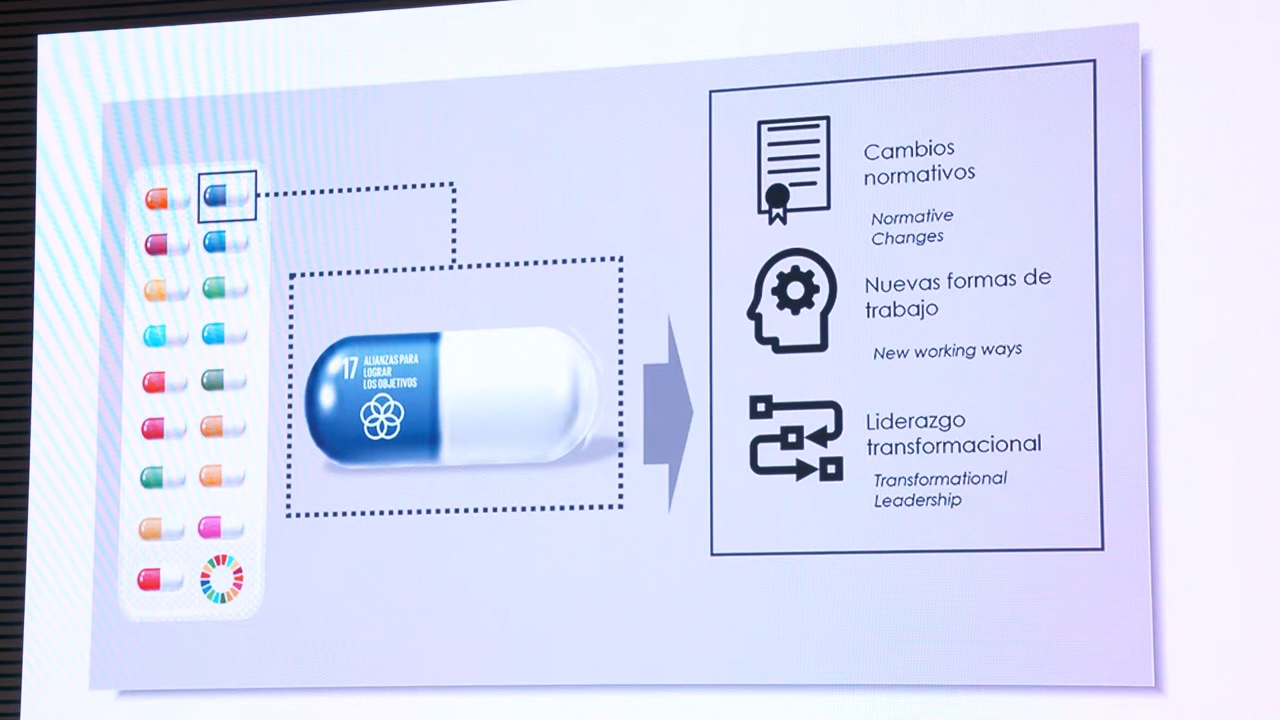 17 ALIANZAS PARA
LOGRAR
LOS OBJETIVOS
Cambios
normativos
Normative
Changes
Nuevas formas de
trabajo
New working ways
Liderazgo
transformacional
Transformational
Leadership